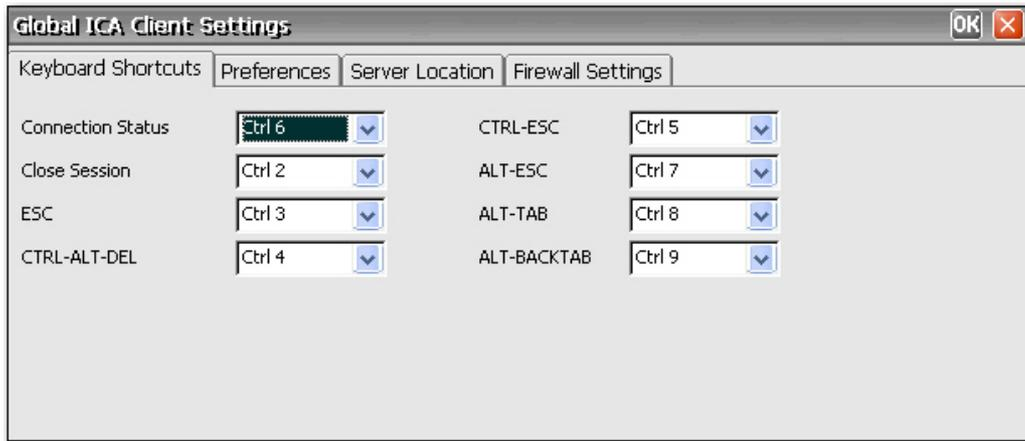 Global ICA Client Settings OK
Keyboard Shortcuts Preferences Server Location Firewall Settings
Connection Status Ctrl 6 CTRL-ESC Ctrl 5
Close Session Ctrl 2 ALT-ESC Ctrl 7
ESC Ctrl 3 ALT-TAB Ctrl 8
CTRL-ALT-DEL Ctrl 4 ALT-BACKTAB Ctrl 9